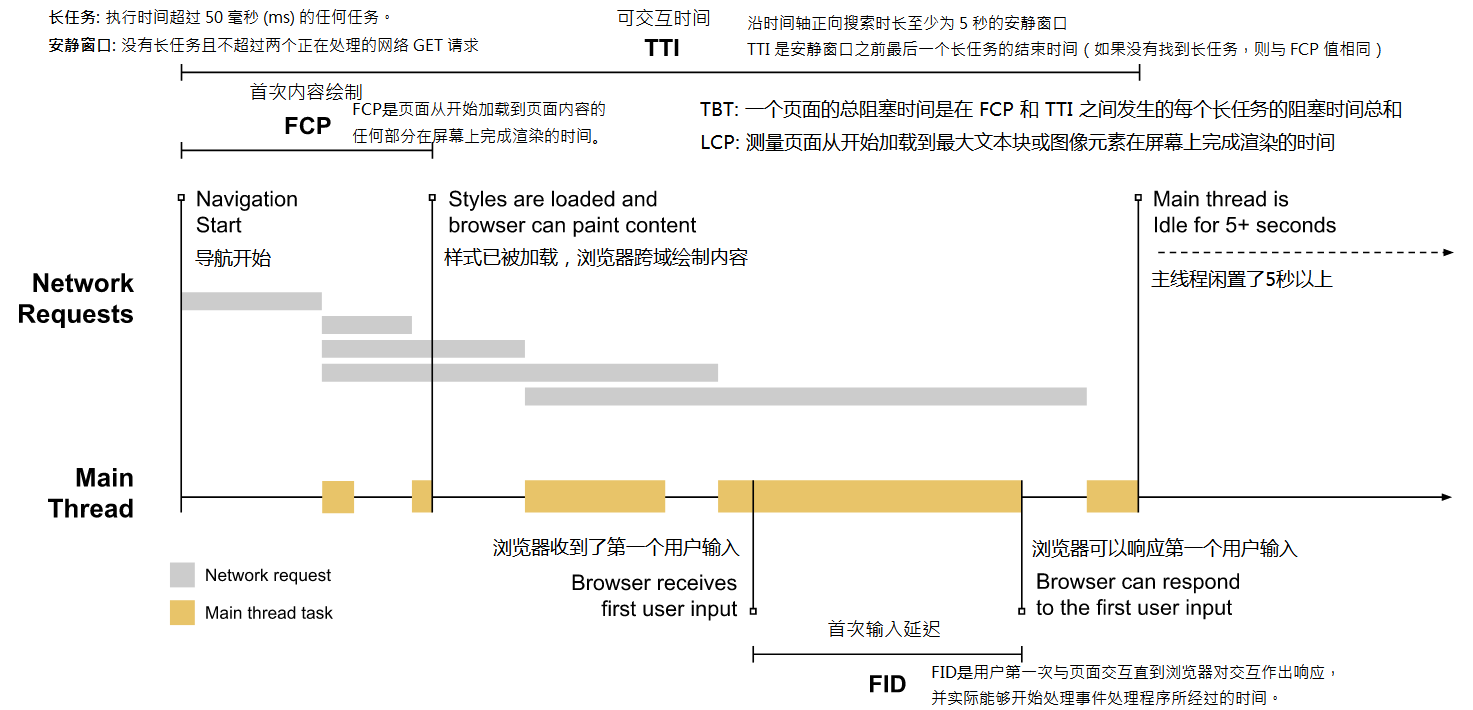 长任务: 执行时间超过 50 毫秒 (ms) 的任何任务。
安静窗口: 没有长任务且不超过两个正在处理的网络 GET 请求
可交互时间
TTI
沿时间轴正向搜索时长至少为 5 秒的安静窗口
TTI 是安静窗口之前最后一个长任务的结束时间（如果没有找到长任务，则与 FCP 值相同）
首次内容绘制
FCP
FCP是页面从开始加载到页面内容的
任何部分在屏幕上完成渲染的时间。
TBT: 一个页面的总阻塞时间是在 FCP 和 TTI 之间发生的每个长任务的阻塞时间总和
LCP: 测量页面从开始加载到最大文本块或图像元素在屏幕上完成渲染的时间
Navigation
Start
导航开始
Styles are loaded and
browser can paint content
样式已被加载，浏览器跨域绘制内容
Main thread is
Idle for 5+ seconds
主线程闲置了5秒以上
Network
Requests
Main
Thread
浏览器收到了第一个用户输入
Browser receives
first user input
浏览器可以响应第一个用户输入
Browser can respond
to the first user input
Network request
Main thread task
首次输入延迟
FID
FID是用户第一次与页面交互直到浏览器对交互作出响应，
并实际能够开始处理事件处理程序所经过的时间。